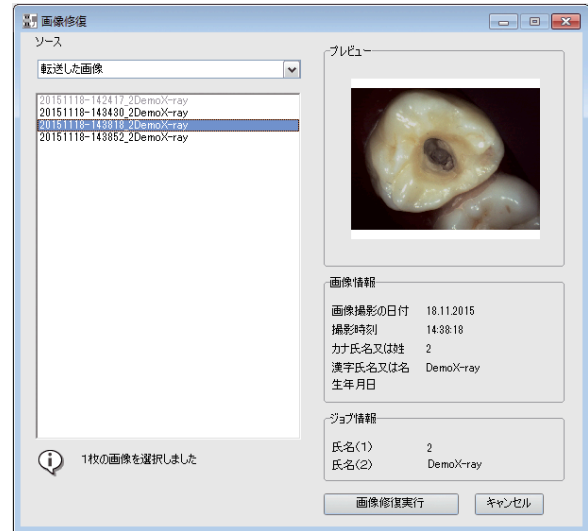 画像修復
ソース
転送した画像
20151118-142417_2DemoX-ray
20151118-143430_2DemoX-ray
20151118-143818_2DemoX-ray
20151118-143852_2DemoX-ray
1枚の画像を選択しました
プレビュー
画像情報
画像撮影の日付 18.11.2015
撮影時刻 14:38:18
カナ氏名又は姓 2
漢字氏名又は名 DemoX-ray
生年月日
ジョブ情報
氏名(1) 2
氏名(2) DemoX-ray
画像修復実行 キャンセル